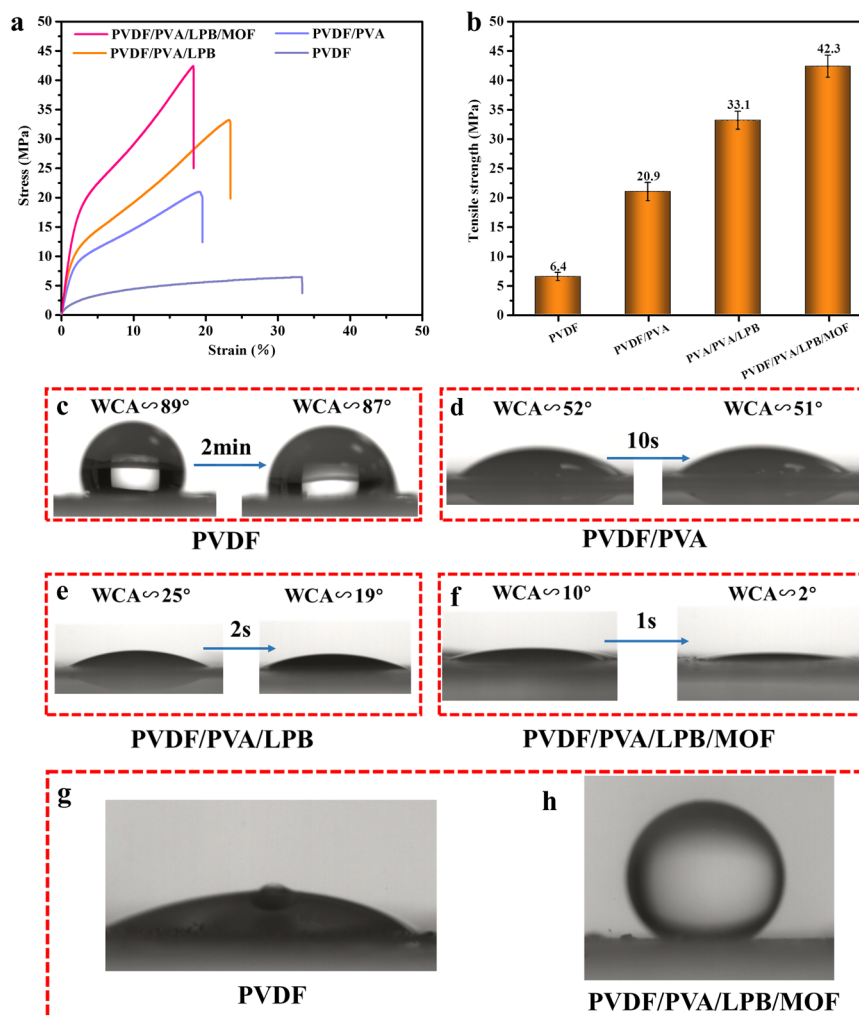 a
PVDF/PVA/LPB/MOF
PVDF/PVA
PVDF/PVA/LPB
PVDF
Stress (MPa)
50
45
40
35
30
25
20
15
10
5
0
0 10 20 30 40 50
Strain (%)
b
Tensile strength (MPa)
50
45
40
35
30
25
20
15
10
5
0
6.4
20.9
33.1
42.3
PVDF
PVDF/PVA
PVA/PVA/LPB
PVDF/PVA/LPB/MOF
c
WCA∽89°
2min
WCA∽87°
PVDF
d
WCA∽52°
10s
WCA∽51°
PVDF/PVA
e
WCA∽25°
2s
WCA∽19°
PVDF/PVA/LPB
f
WCA∽10°
1s
WCA∽2°
PVDF/PVA/LPB/MOF
g
PVDF
h
PVDF/PVA/LPB/MOF